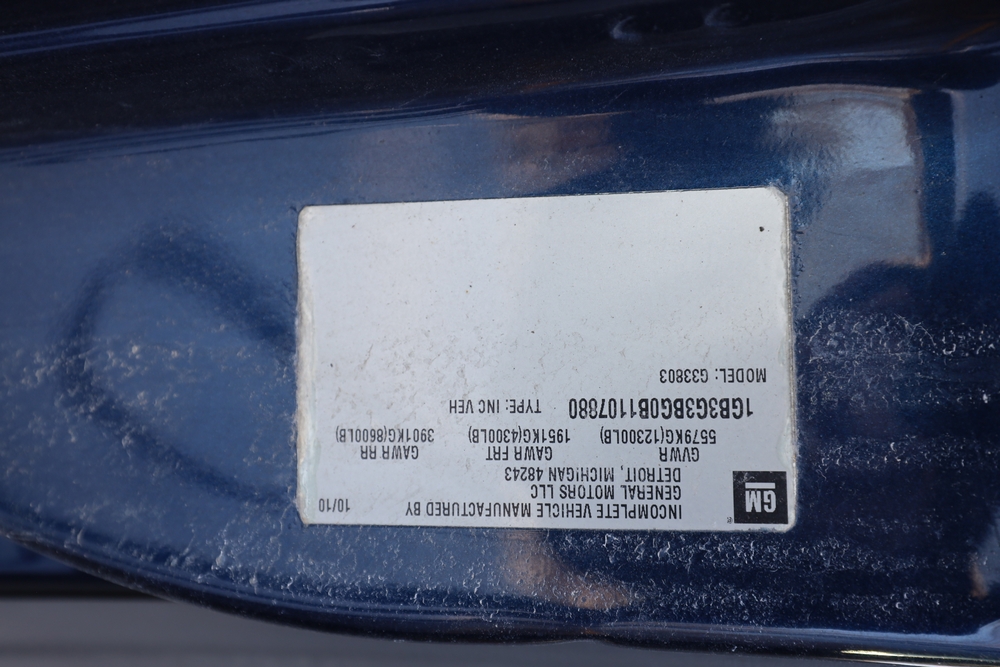 GM
INCOMPLETE VEHICLE MANUFACTURED BY 10/10
GENERAL MOTORS LLC
DETROIT, MICHIGAN 48243
GVWR GAWR FRT GAWR RR
5579KG(12300LB) 1951KG(4300LB) 3901KG(8600LB)
1GB3G3BG0B1107880 TYPE: INC VEH
MODEL: G33803